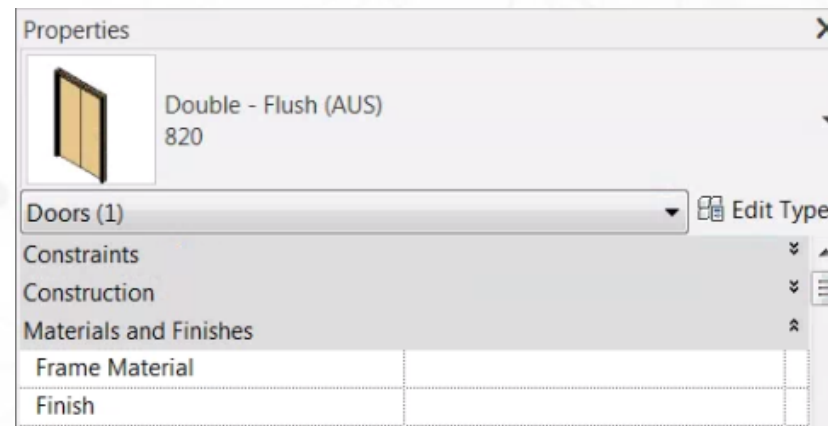 Properties
Double - Flush (AUS)
820
Doors (1)
Edit Type
Constraints
Construction
Materials and Finishes
Frame Material
Finish